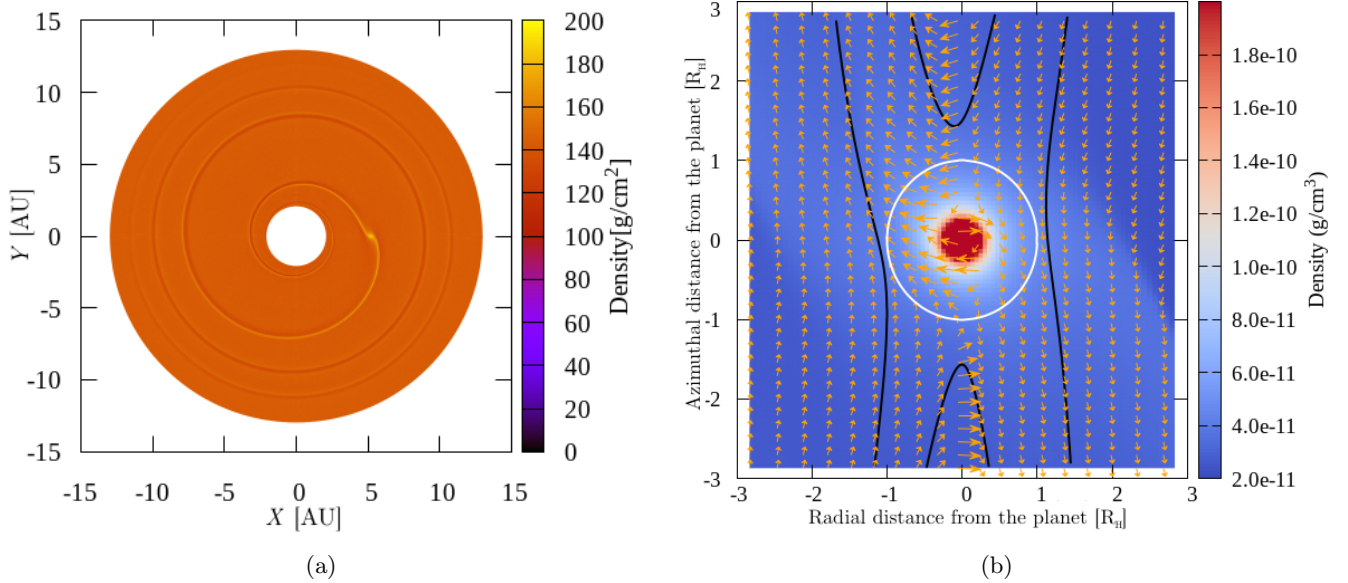 15
10
5
0
-5
-10
-15
-15
-10
-5
0
5
10
15
Y [AU]
X [AU]
200
180
160
140
120
100
80
60
40
20
0
Density[g/cm²]
(a)
3
2
1
0
-1
-2
-3
-3
-2
-1
0
1
2
3
Azimuthal distance from the planet [R_H]
Radial distance from the planet [R_H]
1.8e-10
1.6e-10
1.4e-10
1.2e-10
1.0e-10
8.0e-11
6.0e-11
4.0e-11
2.0e-11
Density (g/cm³)
(b)